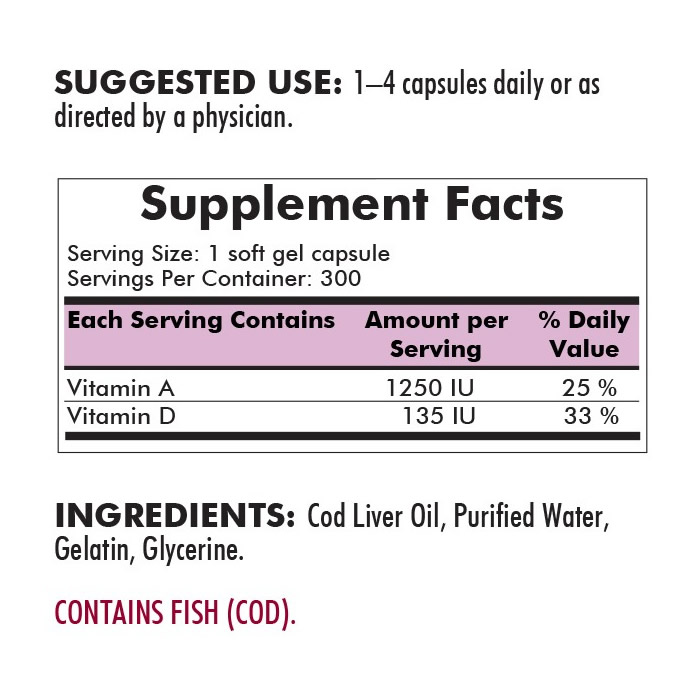 SUGGESTED USE: 1–4 capsules daily or as
directed by a physician.
Supplement Facts
Serving Size: 1 soft gel capsule
Servings Per Container: 300
Each Serving Contains Amount per % Daily
Serving Value
Vitamin A 1250 IU 25 %
Vitamin D 135 IU 33 %
INGREDIENTS: Cod Liver Oil, Purified Water,
Gelatin, Glycerine.
CONTAINS FISH (COD).